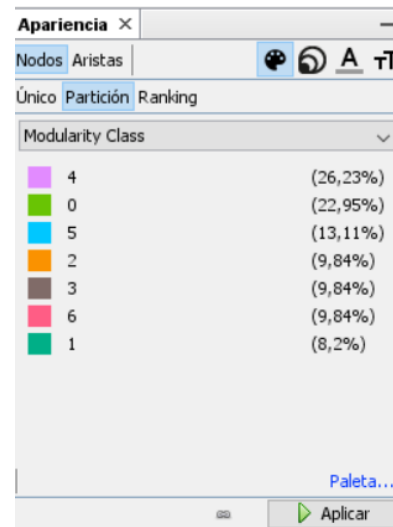 Apariencia ×
Nodos Aristas A T
Único Partición Ranking
Modularity Class
4 (26,23%)
0 (22,95%)
5 (13,11%)
2 (9,84%)
3 (9,84%)
6 (9,84%)
1 (8,2%)
Paleta...
Aplicar